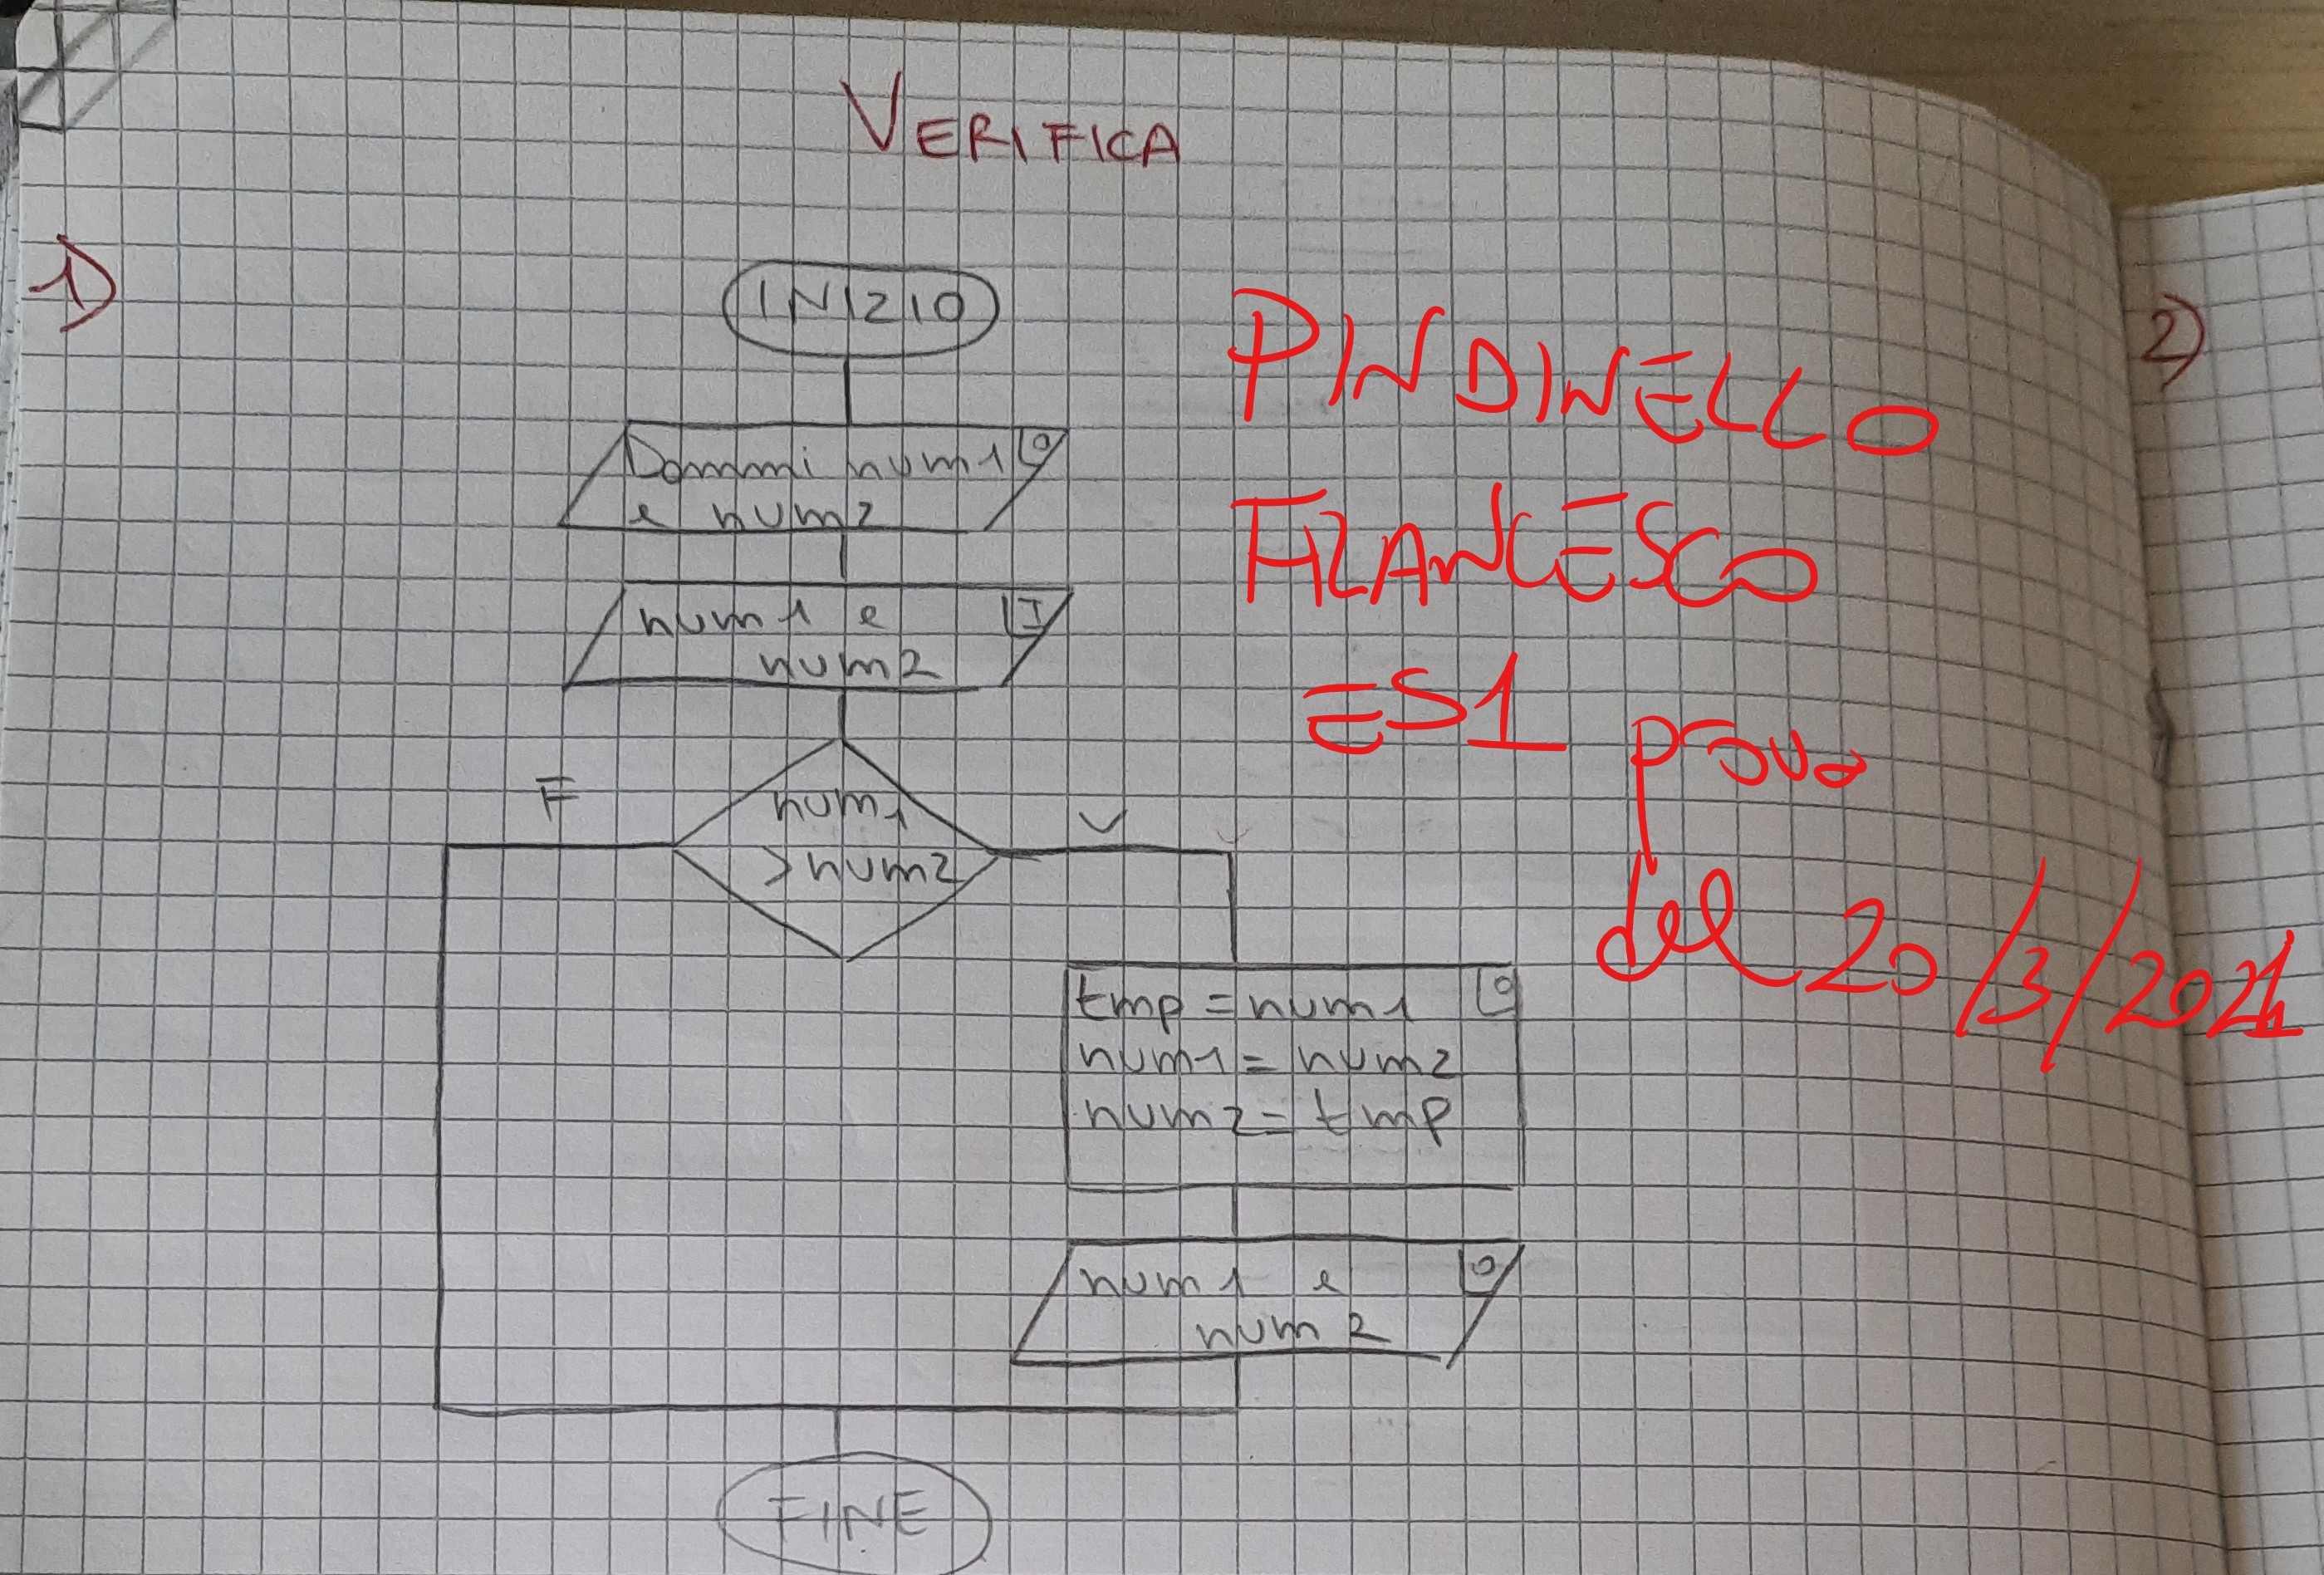 VERIFICA
1)
INIZIO
Dammi num1 O
e num2
num1 e I
num2
F
num1
>num2
V
tmp = num1 O
num1 = num2
num2 = tmp
num1 e O
num2
FINE
PINDINELLO
FRANCESCO
ES1
prova
del 20/3/2021
2)